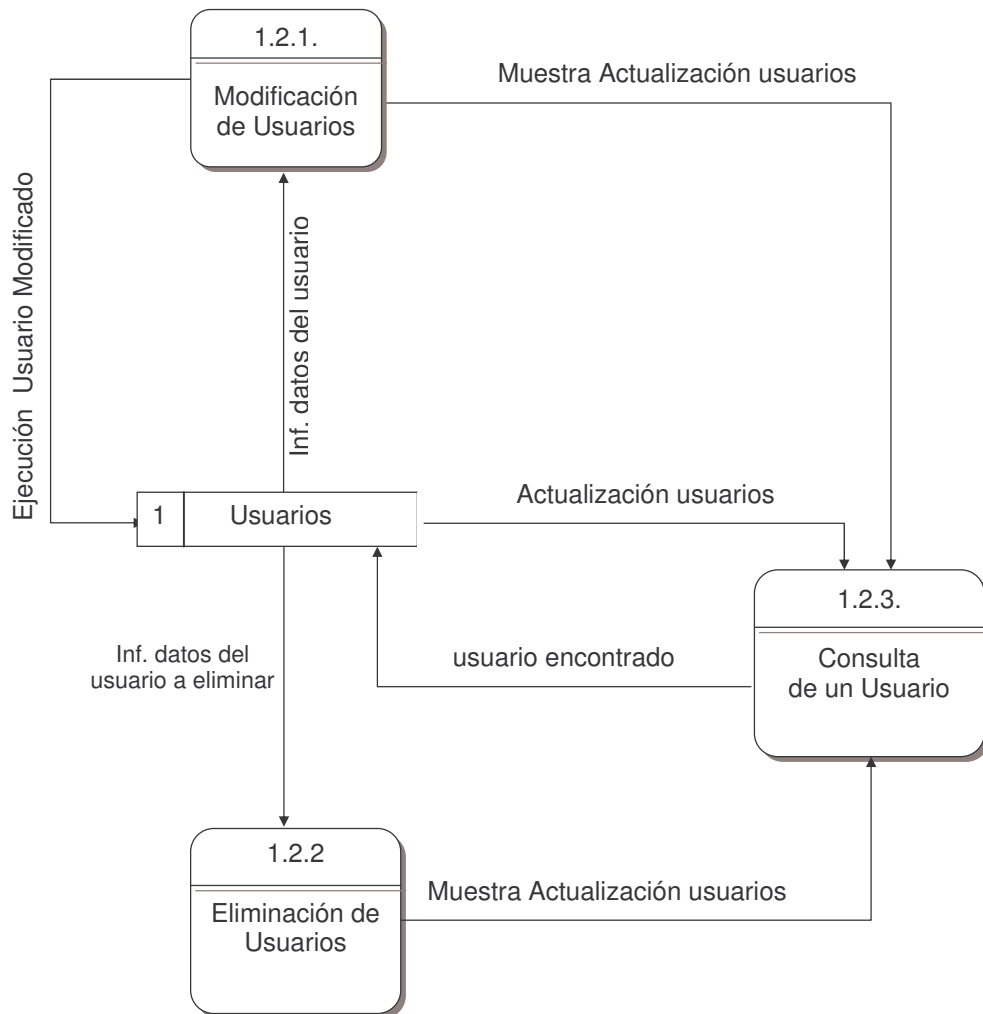 1.2.1.
Modificación
de Usuarios
Muestra Actualización usuarios
Ejecución Usuario Modificado
Inf. datos del usuario
1 Usuarios
Actualización usuarios
1.2.3.
Consulta
de un Usuario
usuario encontrado
Inf. datos del
usuario a eliminar
1.2.2
Eliminación de
Usuarios
Muestra Actualización usuarios